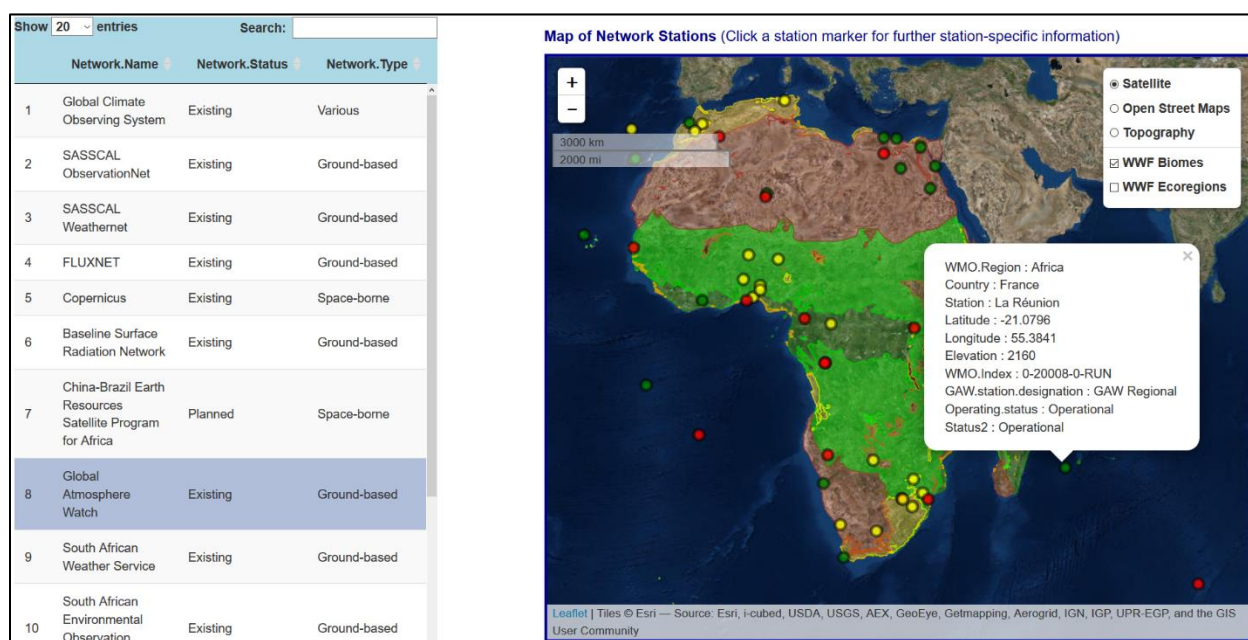 Show 20 entries Search:
Network.Name Network.Status Network.Type
1 Global Climate Observing System Existing Various
2 SASSCAL ObservationNet Existing Ground-based
3 SASSCAL Weathernet Existing Ground-based
4 FLUXNET Existing Ground-based
5 Copernicus Existing Space-borne
6 Baseline Surface Radiation Network Existing Ground-based
7 China-Brazil Earth Resources Satellite Program for Africa Planned Space-borne
8 Global Atmosphere Watch Existing Ground-based
9 South African Weather Service Existing Ground-based
10 South African Environmental Observation Existing Ground-based
Map of Network Stations (Click a station marker for further station-specific information)
+
−
3000 km
2000 mi
Satellite
Open Street Maps
Topography
WWF Biomes
WWF Ecoregions
×
WMO.Region : Africa
Country : France
Station : La Réunion
Latitude : -21.0796
Longitude : 55.3841
Elevation : 2160
WMO.Index : 0-20008-0-RUN
GAW.station.designation : GAW Regional
Operating.status : Operational
Status2 : Operational
Leaflet | Tiles © Esri — Source: Esri, i-cubed, USDA, USGS, AEX, GeoEye, Getmapping, Aerogrid, IGN, IGP, UPR-EGP, and the GIS
User Community